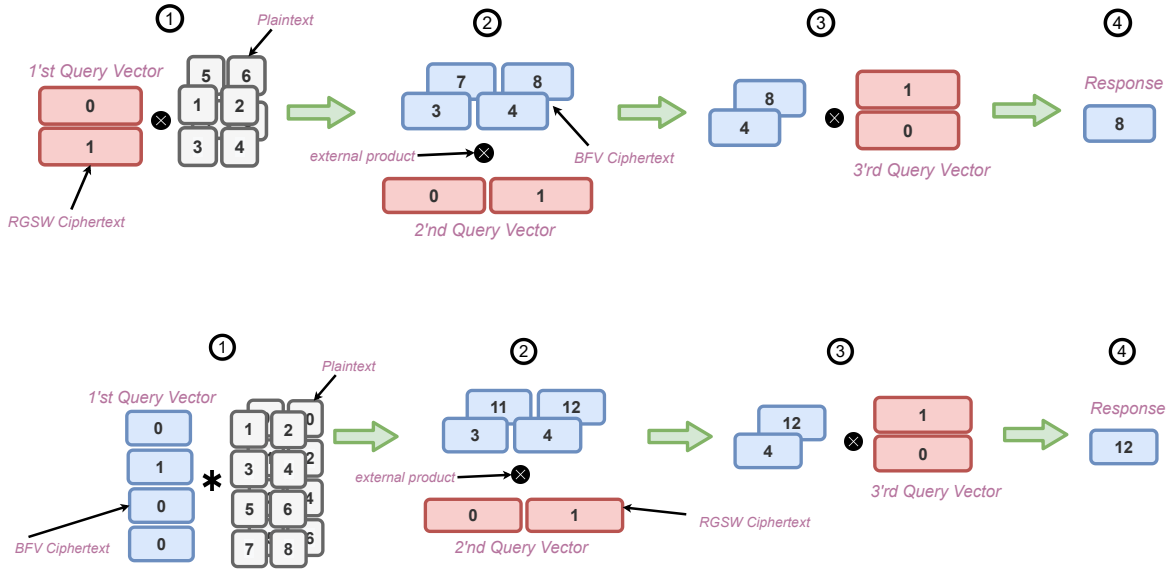 1 2 3 4
Plaintext
1'st Query Vector
Response
5 6
7 8
1
0
1 2
3 4
8
8
4
1
3 4
0
external product
BFV Ciphertext
3'rd Query Vector
0 1
RGSW Ciphertext
2'nd Query Vector
1 2 3 4
Plaintext
1'st Query Vector
Response
0
1 2
0
11 12
3 4
12
4
1
0
12
1
3 4
2
external product
3'rd Query Vector
0
5 6
4
0 1
RGSW Ciphertext
BFV Ciphertext
0
7 8
6
2'nd Query Vector